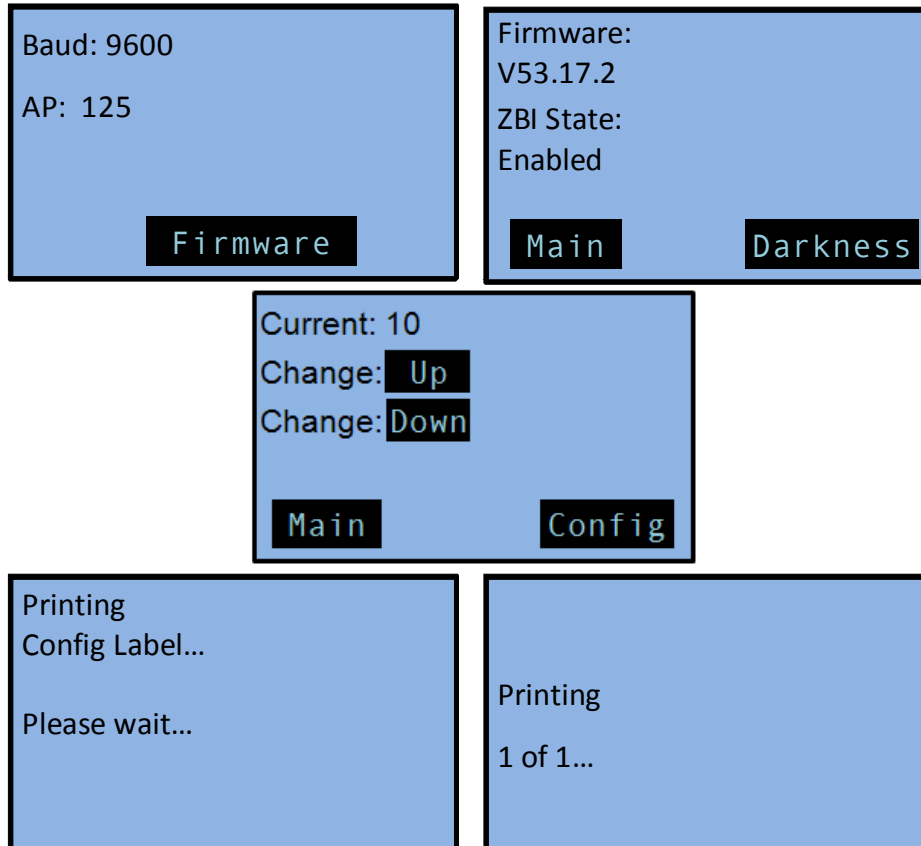 Baud: 9600
AP: 125
Firmware
Firmware:
V53.17.2
ZBI State:
Enabled
Main
Darkness
Current: 10
Change: Up
Change: Down
Main
Config
Printing
Config Label...
Please wait...
Printing
1 of 1...